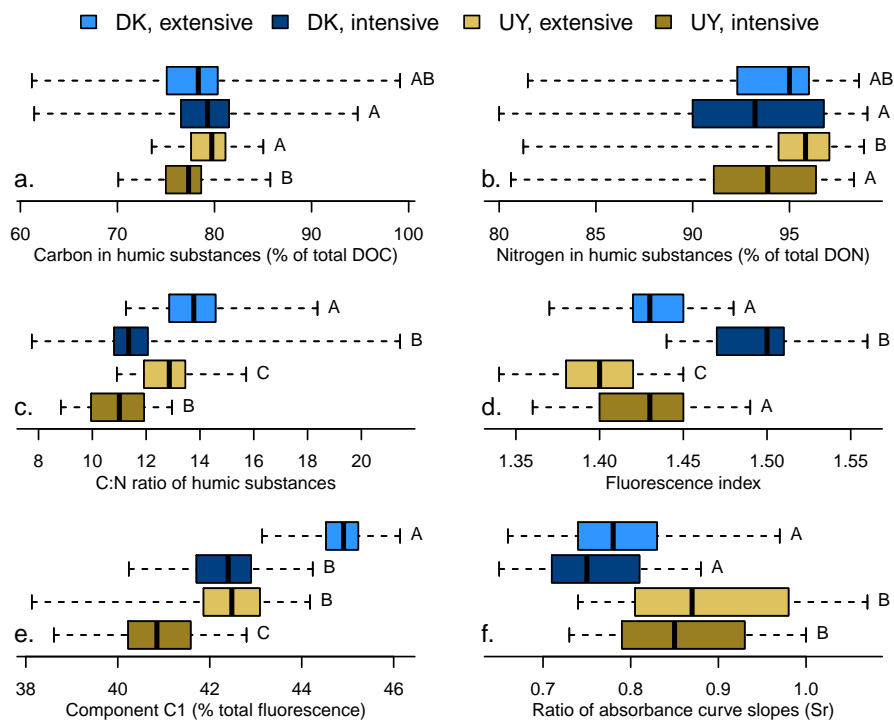 DK, extensive DK, intensive UY, extensive UY, intensive
AB
A
A
B
a.
60 70 80 90 100
Carbon in humic substances (% of total DOC)
AB
A
B
A
b.
80 85 90 95
Nitrogen in humic substances (% of total DON)
A
B
C
B
c.
8 10 12 14 16 18 20
C:N ratio of humic substances
A
B
C
A
d.
1.35 1.40 1.45 1.50 1.55
Fluorescence index
A
B
B
C
e.
38 40 42 44 46
Component C1 (% total fluorescence)
A
A
B
B
f.
0.7 0.8 0.9 1.0
Ratio of absorbance curve slopes (Sr)